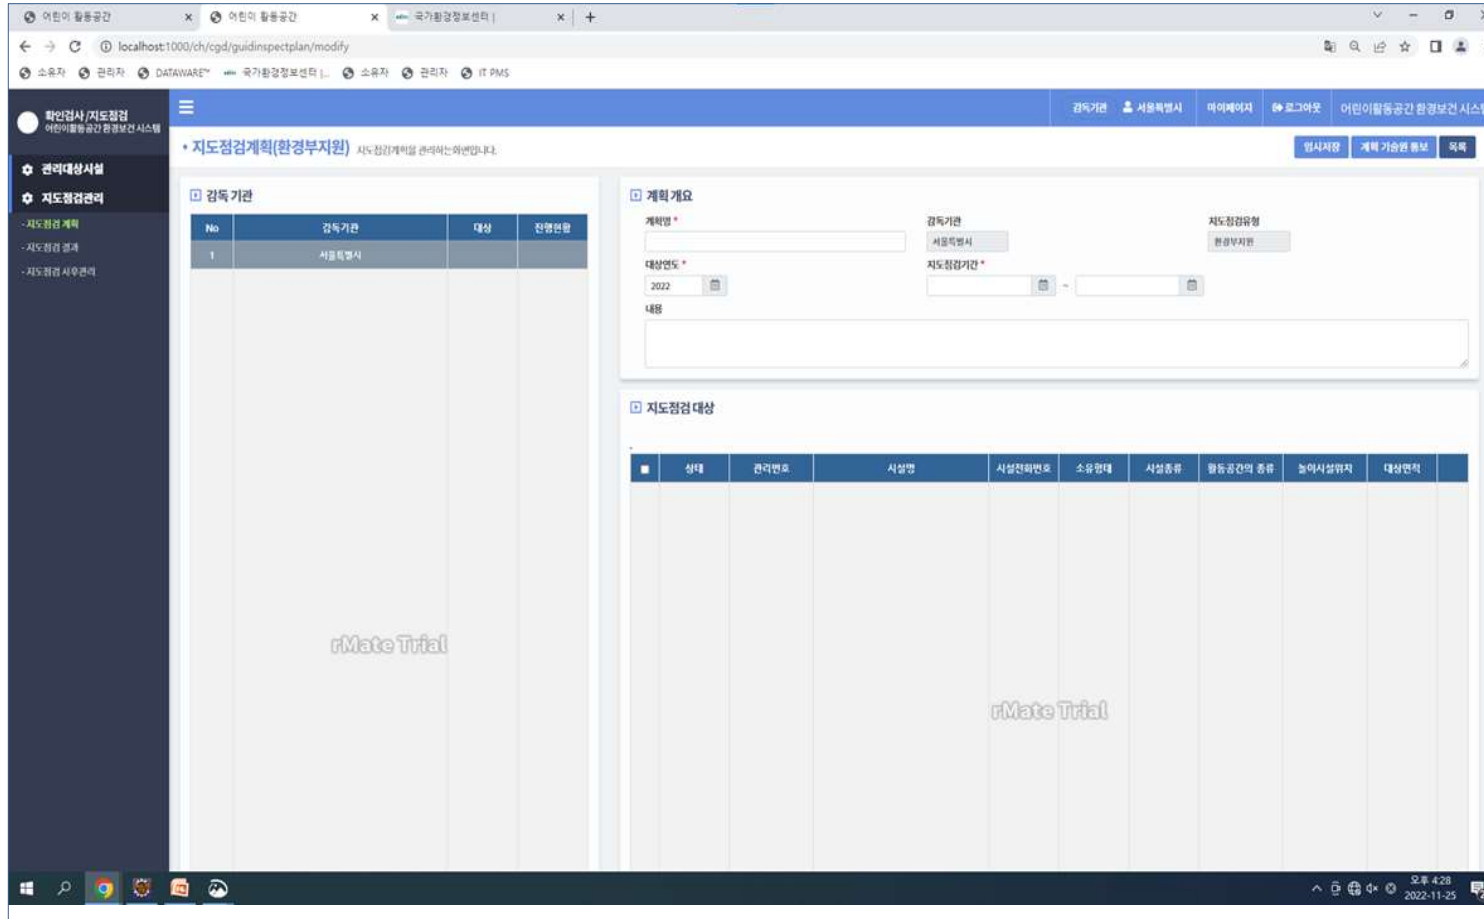 어린이 활동공간
어린이 활동공간
국가환경정보센터 |
localhost:1000/ch/cgd/guidinspectplan/modify
소유자 관리자 DATAWARE™ 국가환경정보센터 |... 소유자 관리자 IT PMS
확인검사/지도점검
어린이활동공간 환경보건 시스템
감독기관 서울특별시 마이페이지 로그아웃 어린이활동공간 환경보건 시스템
관리대상시설
지도점검관리
- 지도점검 계획
- 지도점검 결과
- 지도점검 사후관리
• 지도점검계획(환경부지원) 지도점검계획을 관리하는 화면입니다.
임시저장 계획 기술원 통보 목록
감독 기관
No 감독기관 대상 진행현황
1 서울특별시
계획 개요
계획명 * 감독기관 지도점검유형
서울특별시 환경부지원
대상연도 * 지도점검기간 *
2022 ~
내용
지도점검 대상
상태 관리번호 시설명 시설전화번호 소유형태 시설종류 활동공간의 종류 놀이시설위치 대상면적
rMate Trial
rMate Trial
오후 4:28
2022-11-25